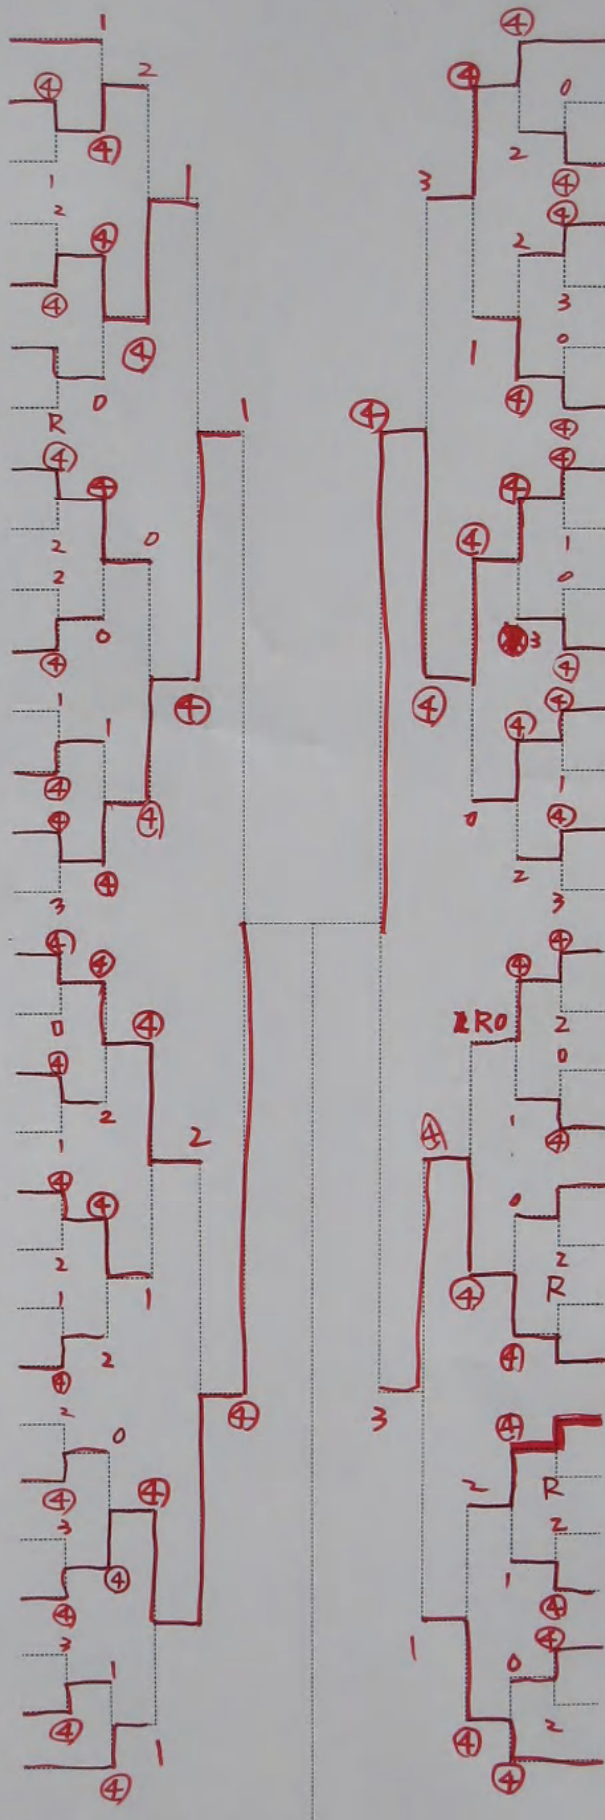 1 ④
2 ④ 0
④ ④ 2
1 1 3 ④
2 ④ 2 ④
④ 3
④ 1 0
0 ④
R 1 ④ ④
④ ④ ④ ④
2 0 ④ 1
2 0
④ 0 3 ④
1 1 ④ ④ ④ ④
④ ④ 0 1
④ ④ 2 ④
3 3
④ ④ ④ ④
0 ④ R0 2
④ 2 0
1 2 ④ 1 ④
④ ④ 0
2 2
1 1 ④ R
④ 2 ④
2 0 ④ 3 ④
④ ④ 2 R
3 ④ 2
④ 1 ④
3 1 1 0 ④
④ 1 ④ 2
④ ④